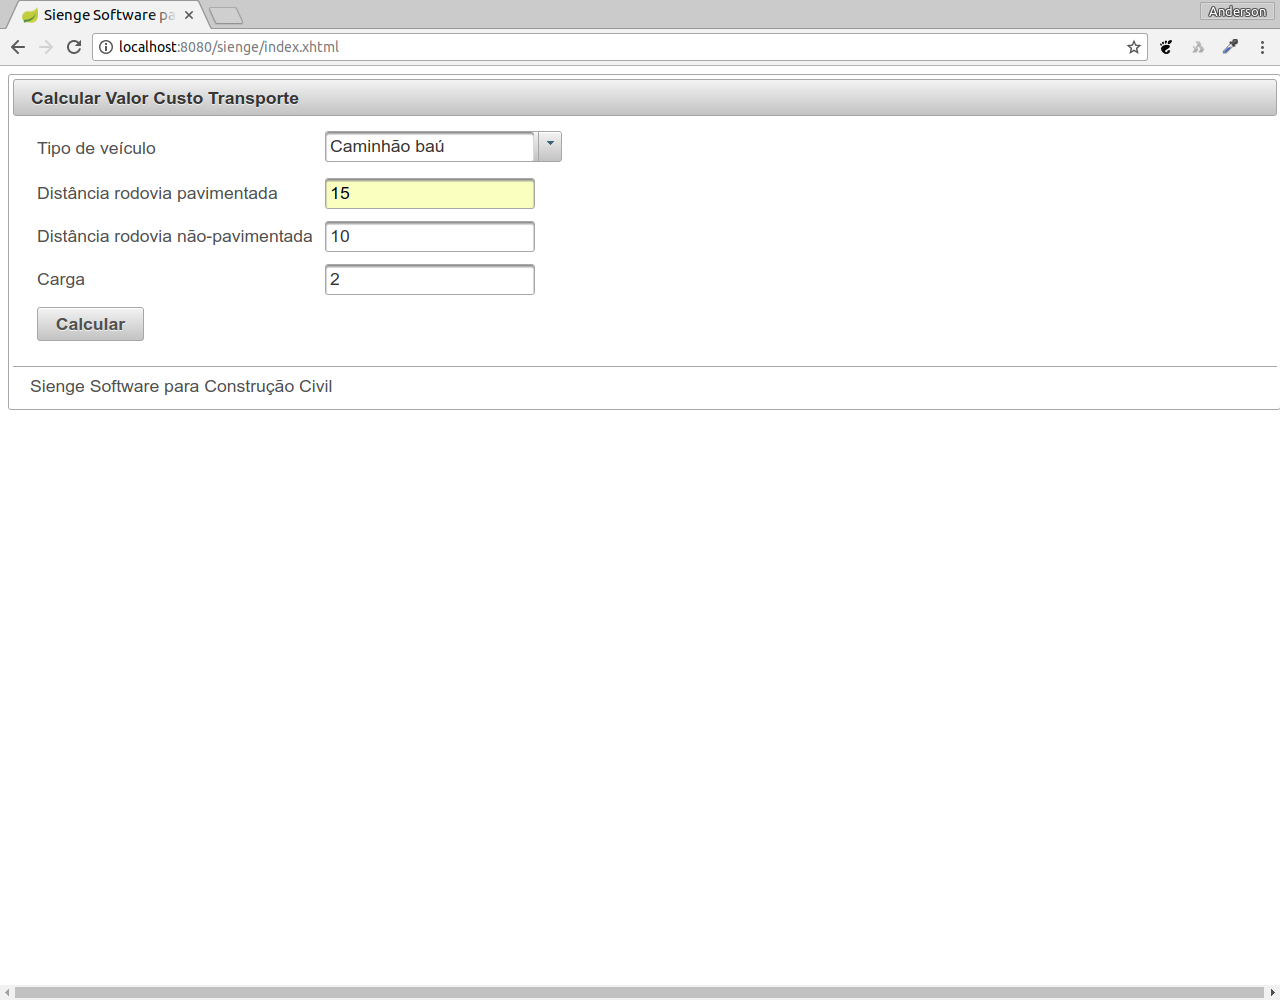 Sienge Software pa
Anderson
localhost:8080/sienge/index.xhtml
Calcular Valor Custo Transporte
Tipo de veículo Caminhão baú
Distância rodovia pavimentada 15
Distância rodovia não-pavimentada 10
Carga 2
Calcular
Sienge Software para Construção Civil